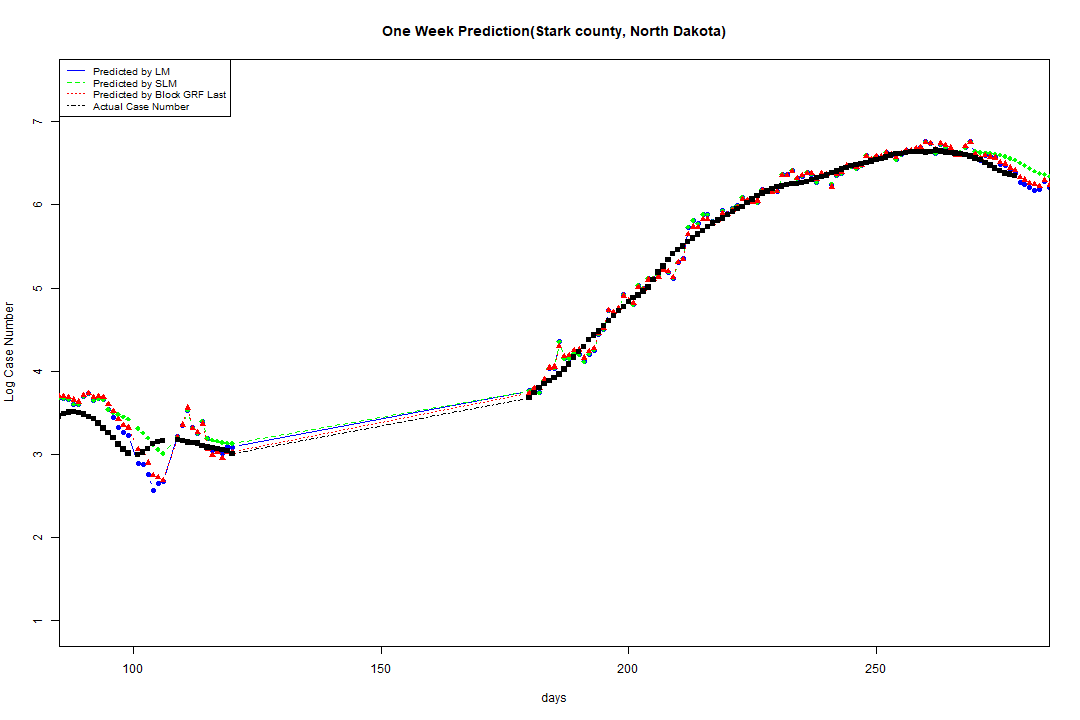 One Week Prediction(Stark county, North Dakota)
Predicted by LM
Predicted by SLM
Predicted by Block GRF Last
Actual Case Number
7
6
5
4
3
2
1
Log Case Number
100 150 200 250
days